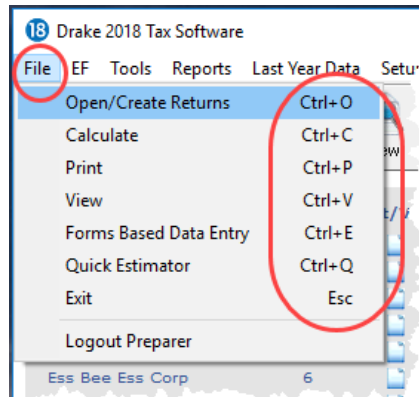 18 Drake 2018 Tax Software
File EF Tools Reports Last Year Data
Open/Create Returns Ctrl+O
Calculate Ctrl+C
Print Ctrl+P
View Ctrl+V
Forms Based Data Entry Ctrl+E
Quick Estimator Ctrl+Q
Exit Esc
Logout Preparer
Ess Bee Ess Corp 6